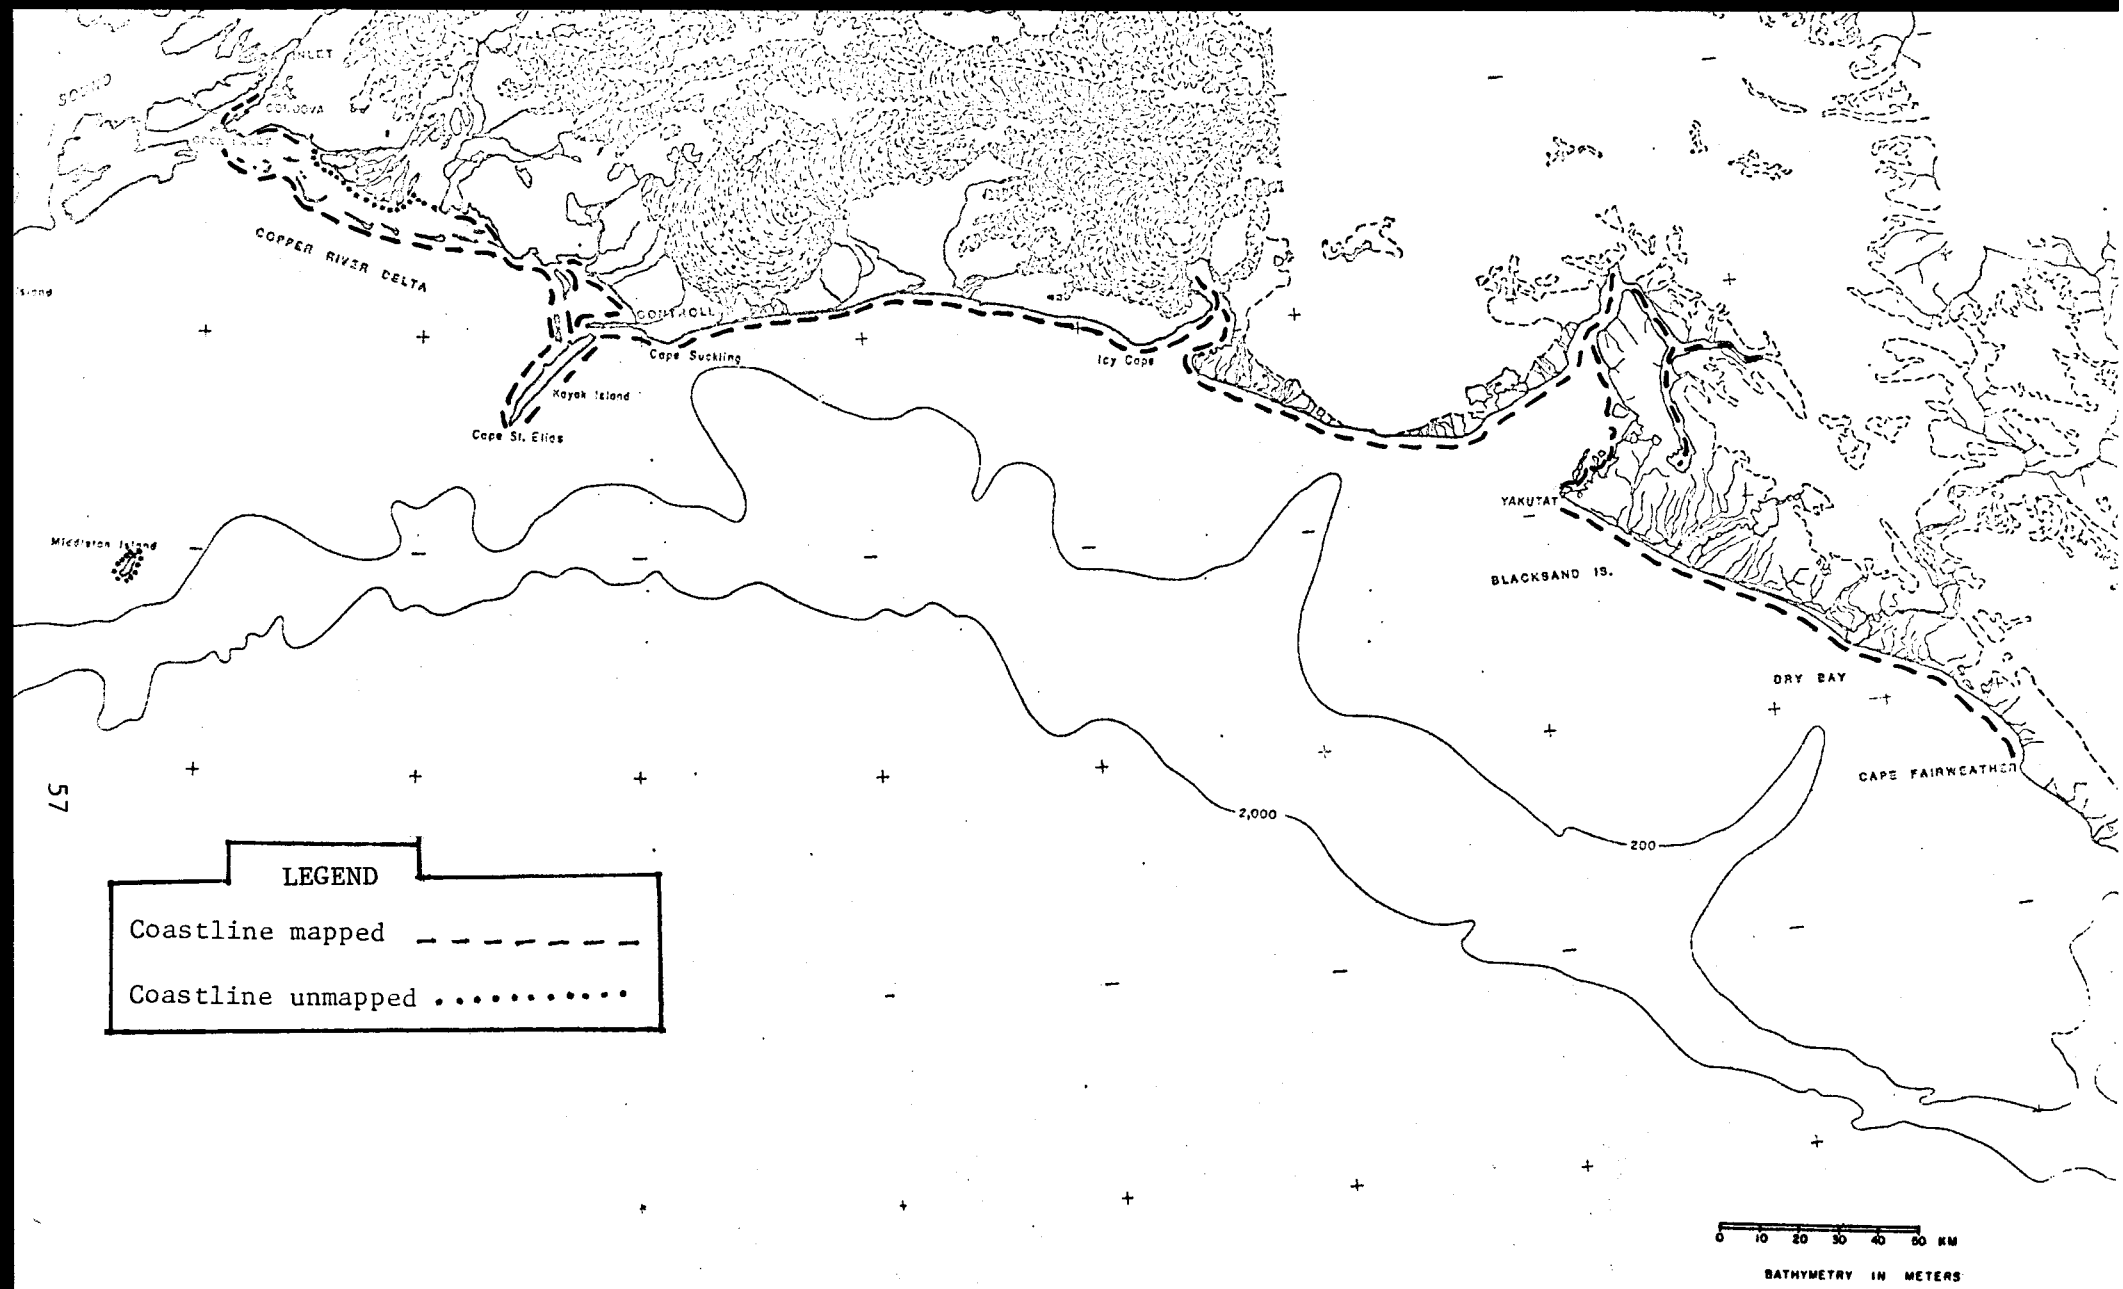 SOUND
INLET
CORDOVA
COPPER RIVER DELTA
Island
CONTROLLER BAY
Cape Suckling
Icy Cape
Kayak Island
Cape St. Elias
YAKUTAT
Middleton Island
BLACKSAND IS.
DRY BAY
CAPE FAIRWEATHER
2,000
200
57
LEGEND
Coastline mapped
Coastline unmapped
0 10 20 30 40 50 KM
BATHYMETRY IN METERS